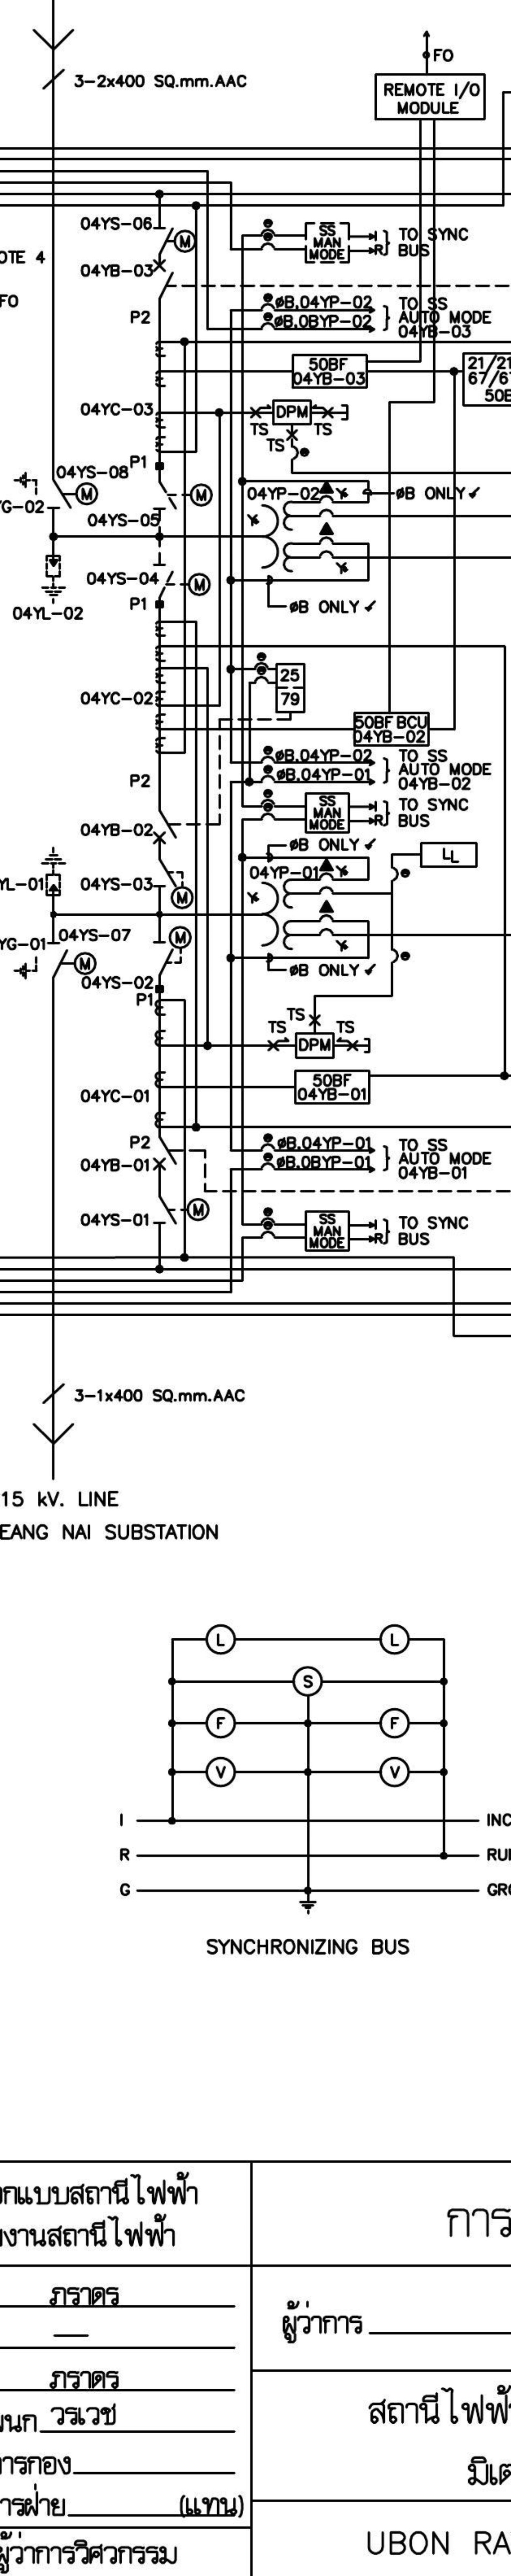 FO
3-2x400 SQ.mm.AAC
REMOTE I/O
MODULE
04YS-06
SS
MAN
MODE
I
R
TO SYNC
BUS
M
OTE 4
04YB-03
FO
P2
ØB.04YP-02
ØB.0BYP-02
TO SS
AUTO MODE
04YB-03
50BF
04YB-03
21/21
50B
04YC-03
DPM
TS
TS
TS
P1
04YS-08
M
M
04YP-02
ØB ONLY
YG-02
04YS-05
04YS-04
M
P1
ØB ONLY
04YL-02
25
79
04YC-02
50BF BCU
04YB-02
ØB.04YP-02
ØB.04YP-01
TO SS
AUTO MODE
04YB-02
P2
SS
MAN
MODE
I
R
TO SYNC
BUS
04YB-02
ØB ONLY
LL
04YP-01
YL-01
04YS-03
M
04YS-07
YG-01
M
M
04YS-02
ØB ONLY
P1
TS
TS
TS
DPM
50BF
04YB-01
04YC-01
P2
ØB.04YP-01
ØB.0BYP-01
TO SS
AUTO MODE
04YB-01
04YB-01
M
04YS-01
SS
MAN
MODE
I
R
TO SYNC
BUS
3-1x400 SQ.mm.AAC
15 kV. LINE
EANG NAI SUBSTATION
L
L
S
F
F
V
V
I
INC
R
RU
G
GRO
SYNCHRONIZING BUS
กแบบสถานีไฟฟ้า
งานสถานีไฟฟ้า
การ
ภราดร
ผู้ว่าการ
—
ภราดร
นก วรเวช
สถานีไฟฟ้า
ารกอง
มิเต
ารฝ่าย (แทน)
ผู้ว่าการวิศวกรรม
UBON RA